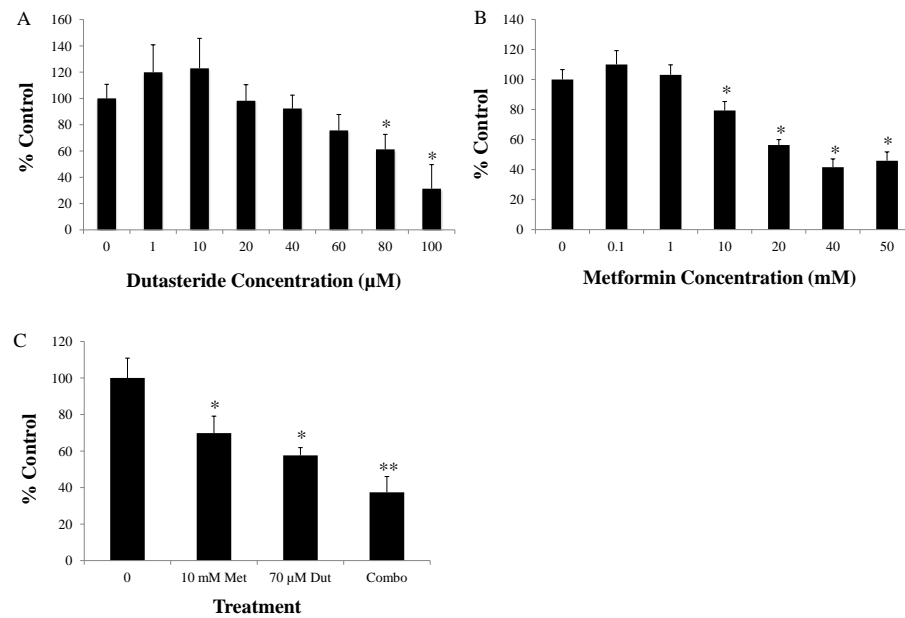 A
160
140
120
100
80
60
40
20
0
% Control
*
*
0 1 10 20 40 60 80 100
Dutasteride Concentration (µM)
B
140
120
100
80
60
40
20
0
% Control
*
*
*
*
0 0.1 1 10 20 40 50
Metformin Concentration (mM)
C
120
100
80
60
40
20
0
% Control
*
*
**
0 10 mM Met 70 µM Dut Combo
Treatment